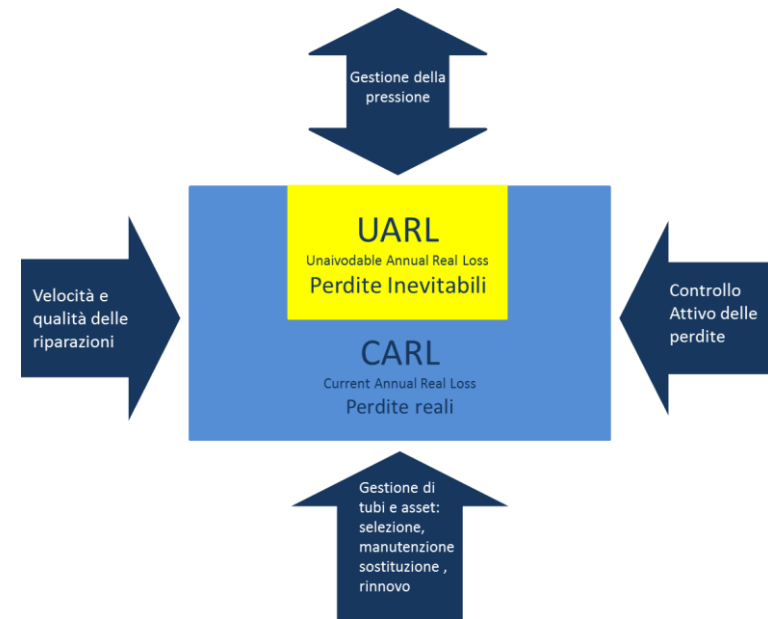 Gestione della
pressione
UARL
Unaivodable Annual Real Loss
Perdite Inevitabili
Velocità e
qualità delle
riparazioni
CARL
Current Annual Real Loss
Perdite reali
Controllo
Attivo delle
perdite
Gestione di
tubi e asset:
selezione,
manutenzione
sostituzione ,
rinnovo